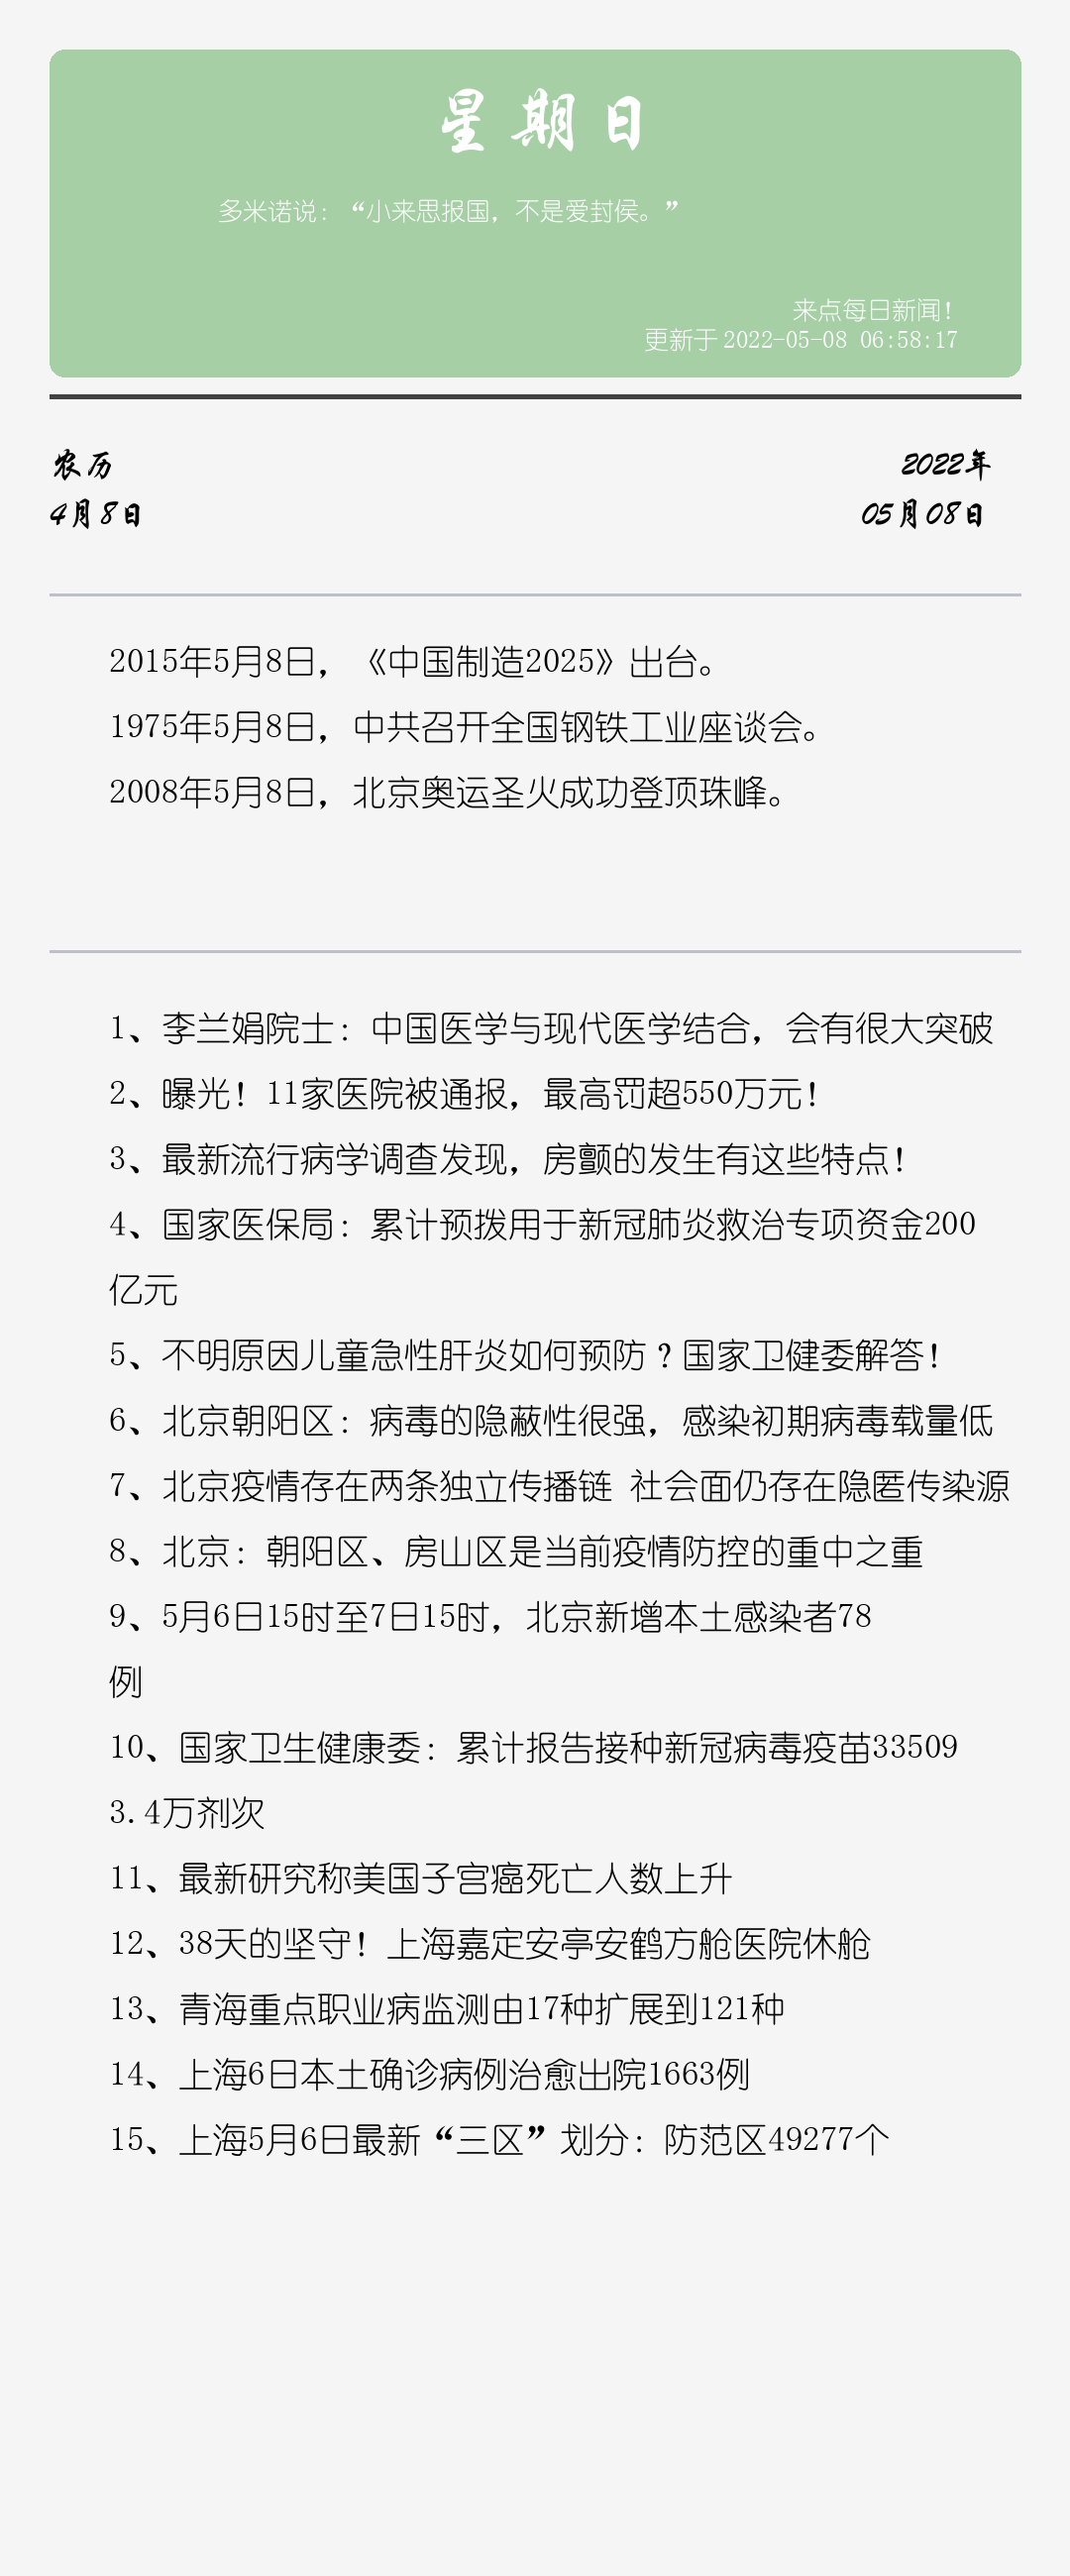 星期日
多米诺说：“小来思报国，不是爱封侯。”
来点每日新闻！
更新于 2022-05-08 06:58:17
农历
2022年
4月8日
05月08日
2015年5月8日，《中国制造2025》出台。
1975年5月8日，中共召开全国钢铁工业座谈会。
2008年5月8日，北京奥运圣火成功登顶珠峰。
1、李兰娟院士：中国医学与现代医学结合，会有很大突破
2、曝光！11家医院被通报，最高罚超550万元！
3、最新流行病学调查发现，房颤的发生有这些特点！
4、国家医保局：累计预拨用于新冠肺炎救治专项资金200
亿元
5、不明原因儿童急性肝炎如何预防？国家卫健委解答！
6、北京朝阳区：病毒的隐蔽性很强，感染初期病毒载量低
7、北京疫情存在两条独立传播链 社会面仍存在隐匿传染源
8、北京：朝阳区、房山区是当前疫情防控的重中之重
9、5月6日15时至7日15时，北京新增本土感染者78
例
10、国家卫生健康委：累计报告接种新冠病毒疫苗33509
3.4万剂次
11、最新研究称美国子宫癌死亡人数上升
12、38天的坚守！上海嘉定安亭安鹤方舱医院休舱
13、青海重点职业病监测由17种扩展到121种
14、上海6日本土确诊病例治愈出院1663例
15、上海5月6日最新“三区”划分：防范区49277个